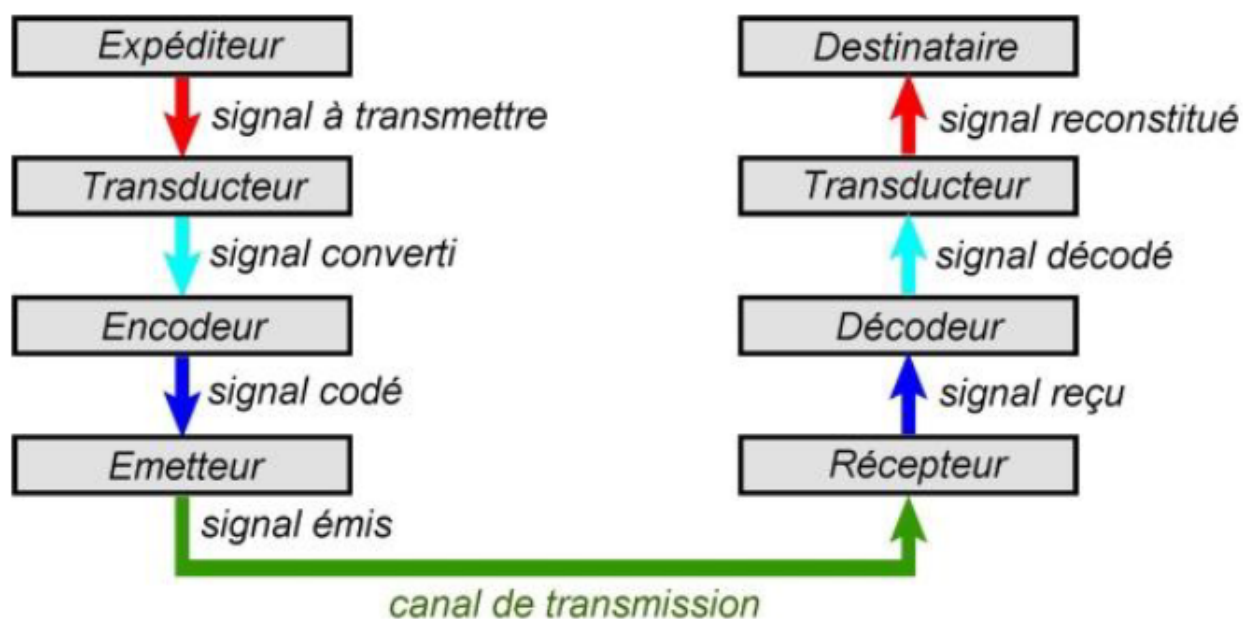 Expéditeur
signal à transmettre
Transducteur
signal converti
Encodeur
signal codé
Emetteur
signal émis
canal de transmission
Récepteur
signal reçu
Décodeur
signal décodé
Transducteur
signal reconstitué
Destinataire